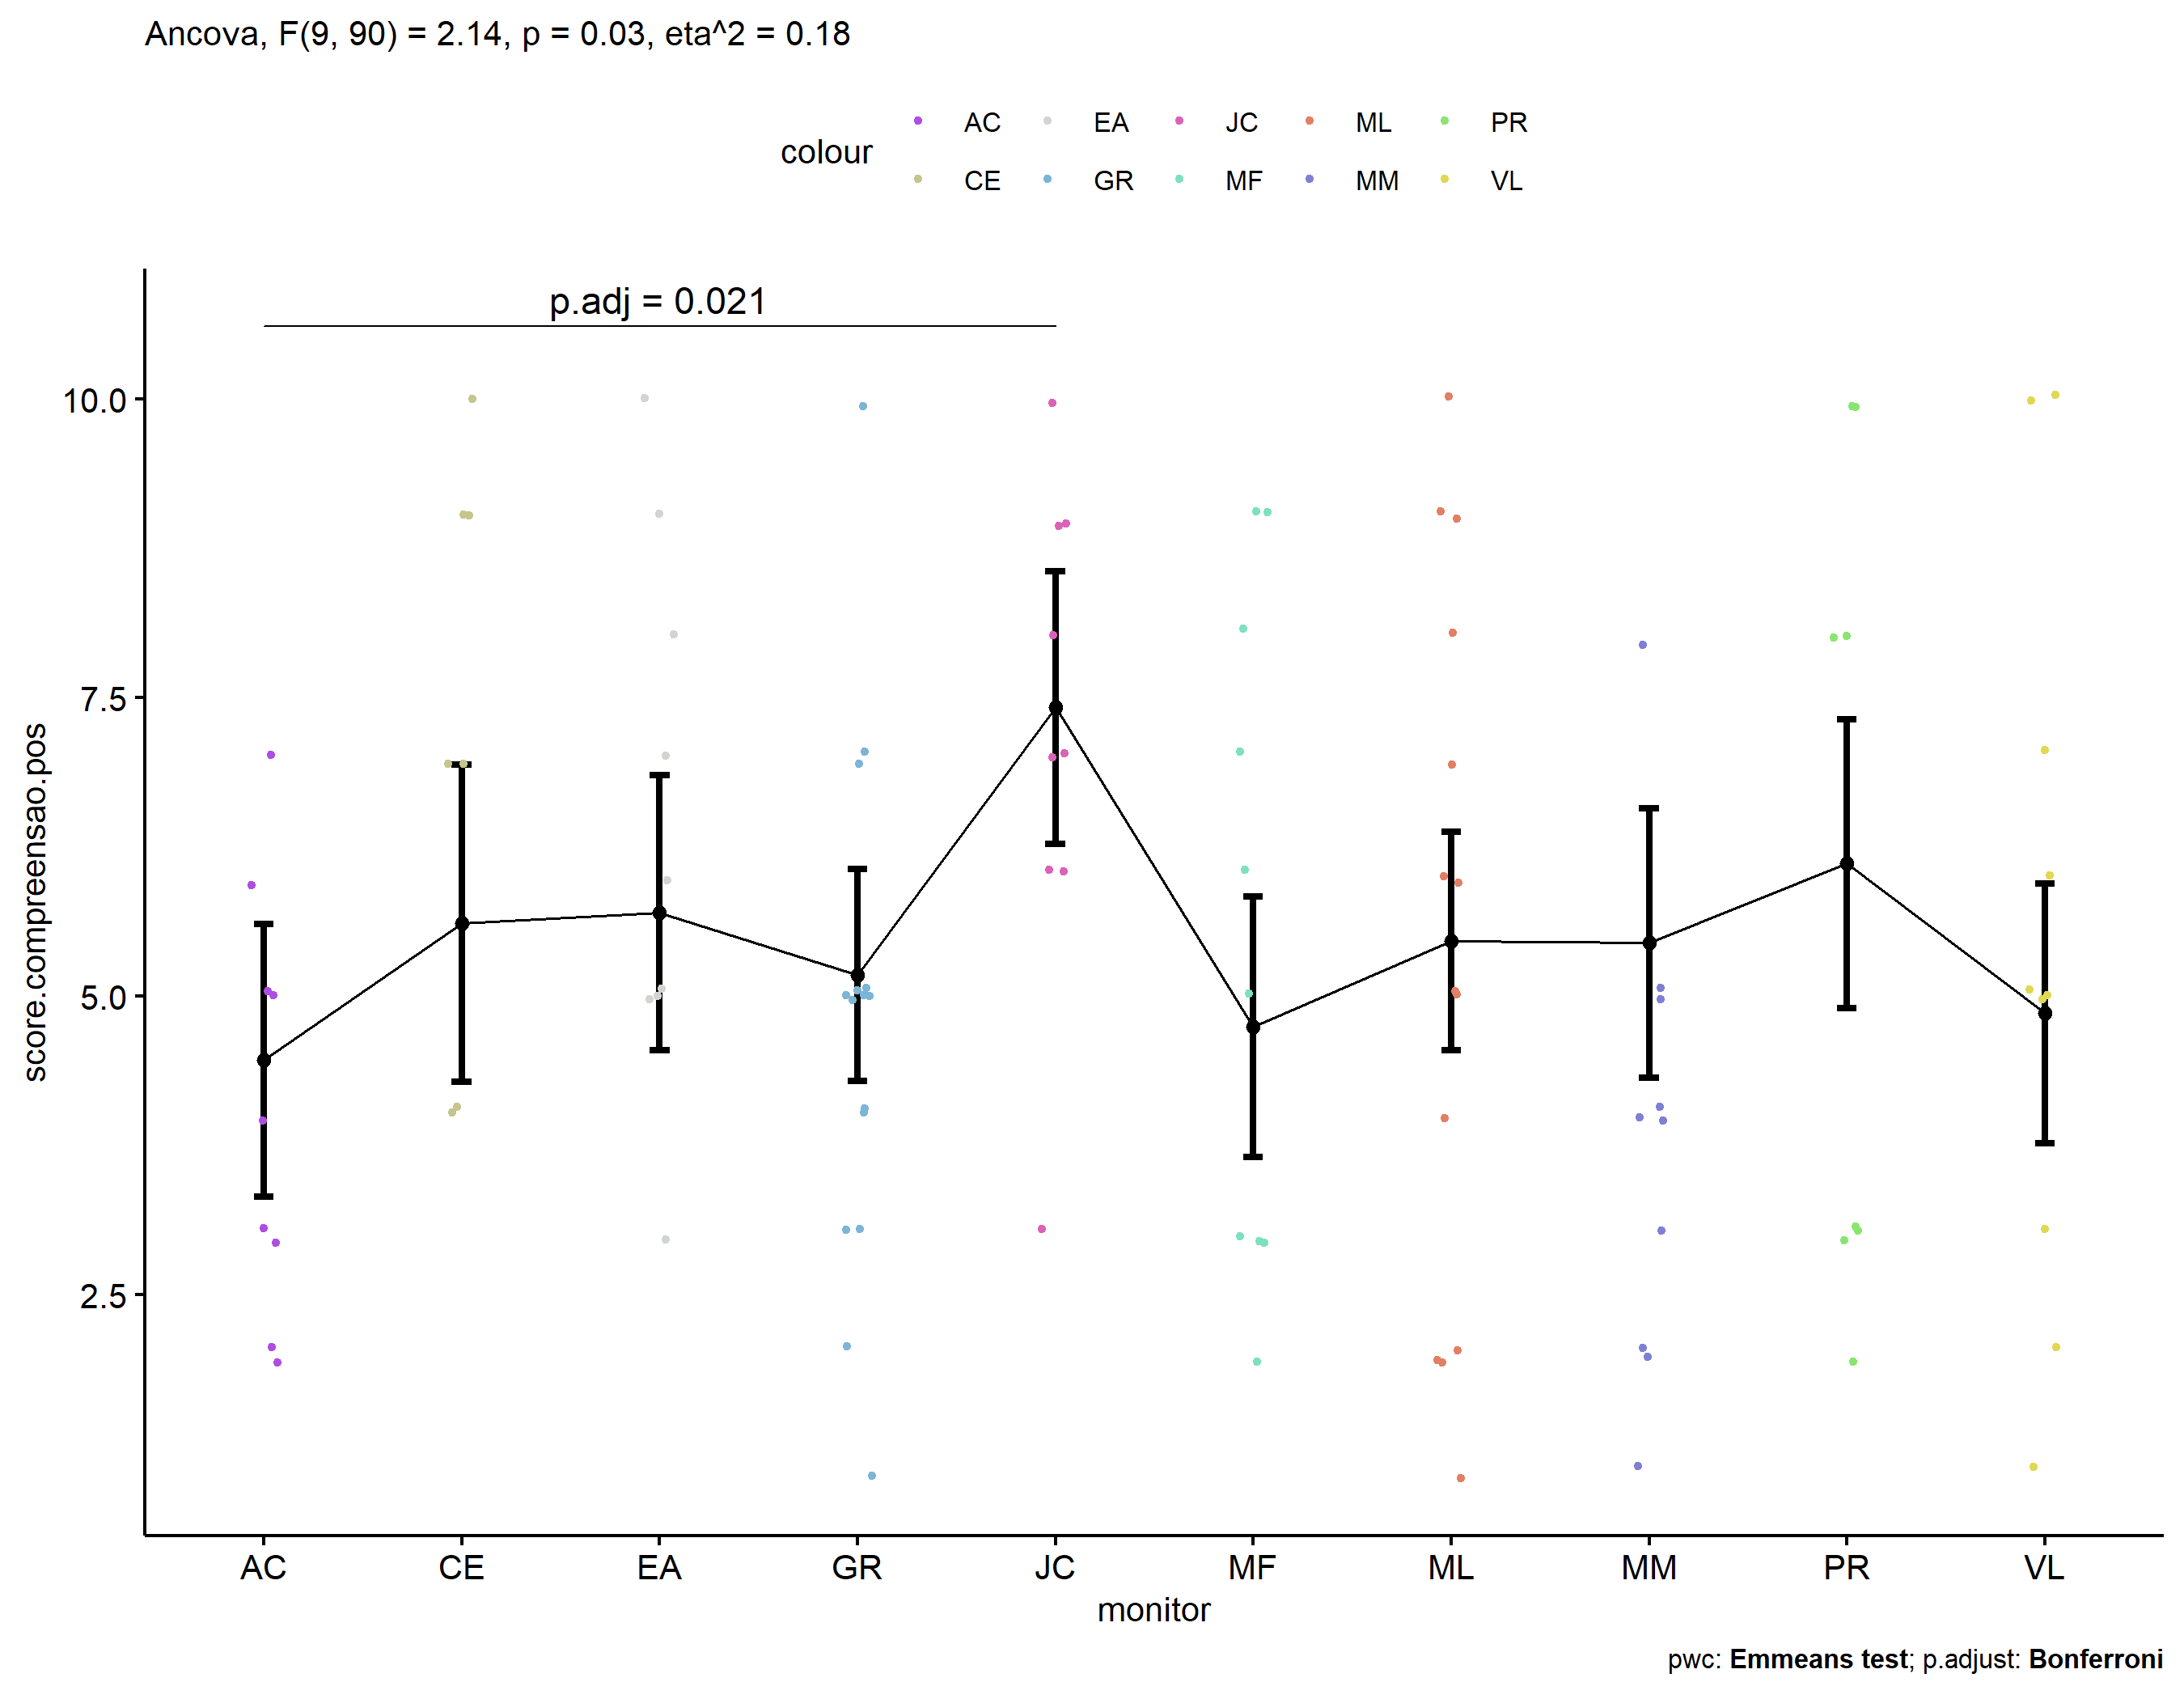 Ancova, F(9, 90) = 2.14, p = 0.03, eta^2 = 0.18
colour
AC EA JC ML PR
CE GR MF MM VL
p.adj = 0.021
10.0
7.5
5.0
2.5
score.compreensao.pos
AC CE EA GR JC MF ML MM PR VL
monitor
pwc: Emmeans test; p.adjust: Bonferroni